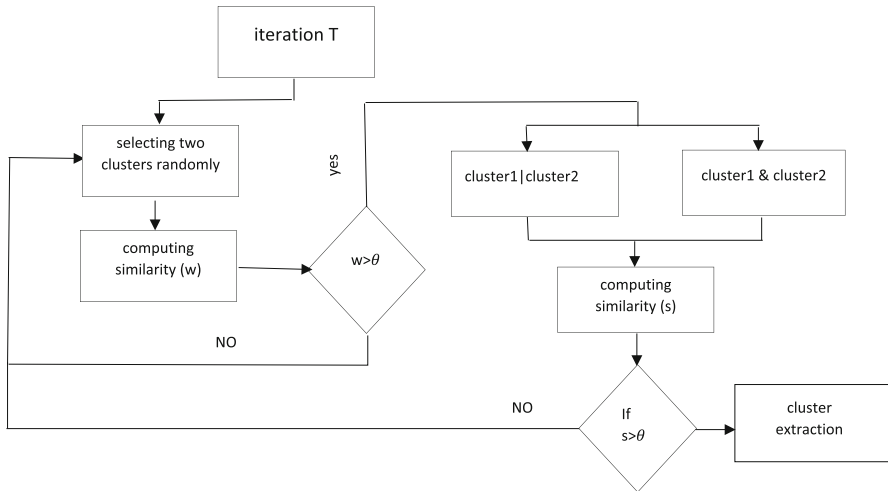 iteration T
selecting two
clusters randomly
computing
similarity (w)
w>θ
yes
NO
cluster1|cluster2
cluster1 & cluster2
computing
similarity (s)
If
s>θ
NO
cluster
extraction